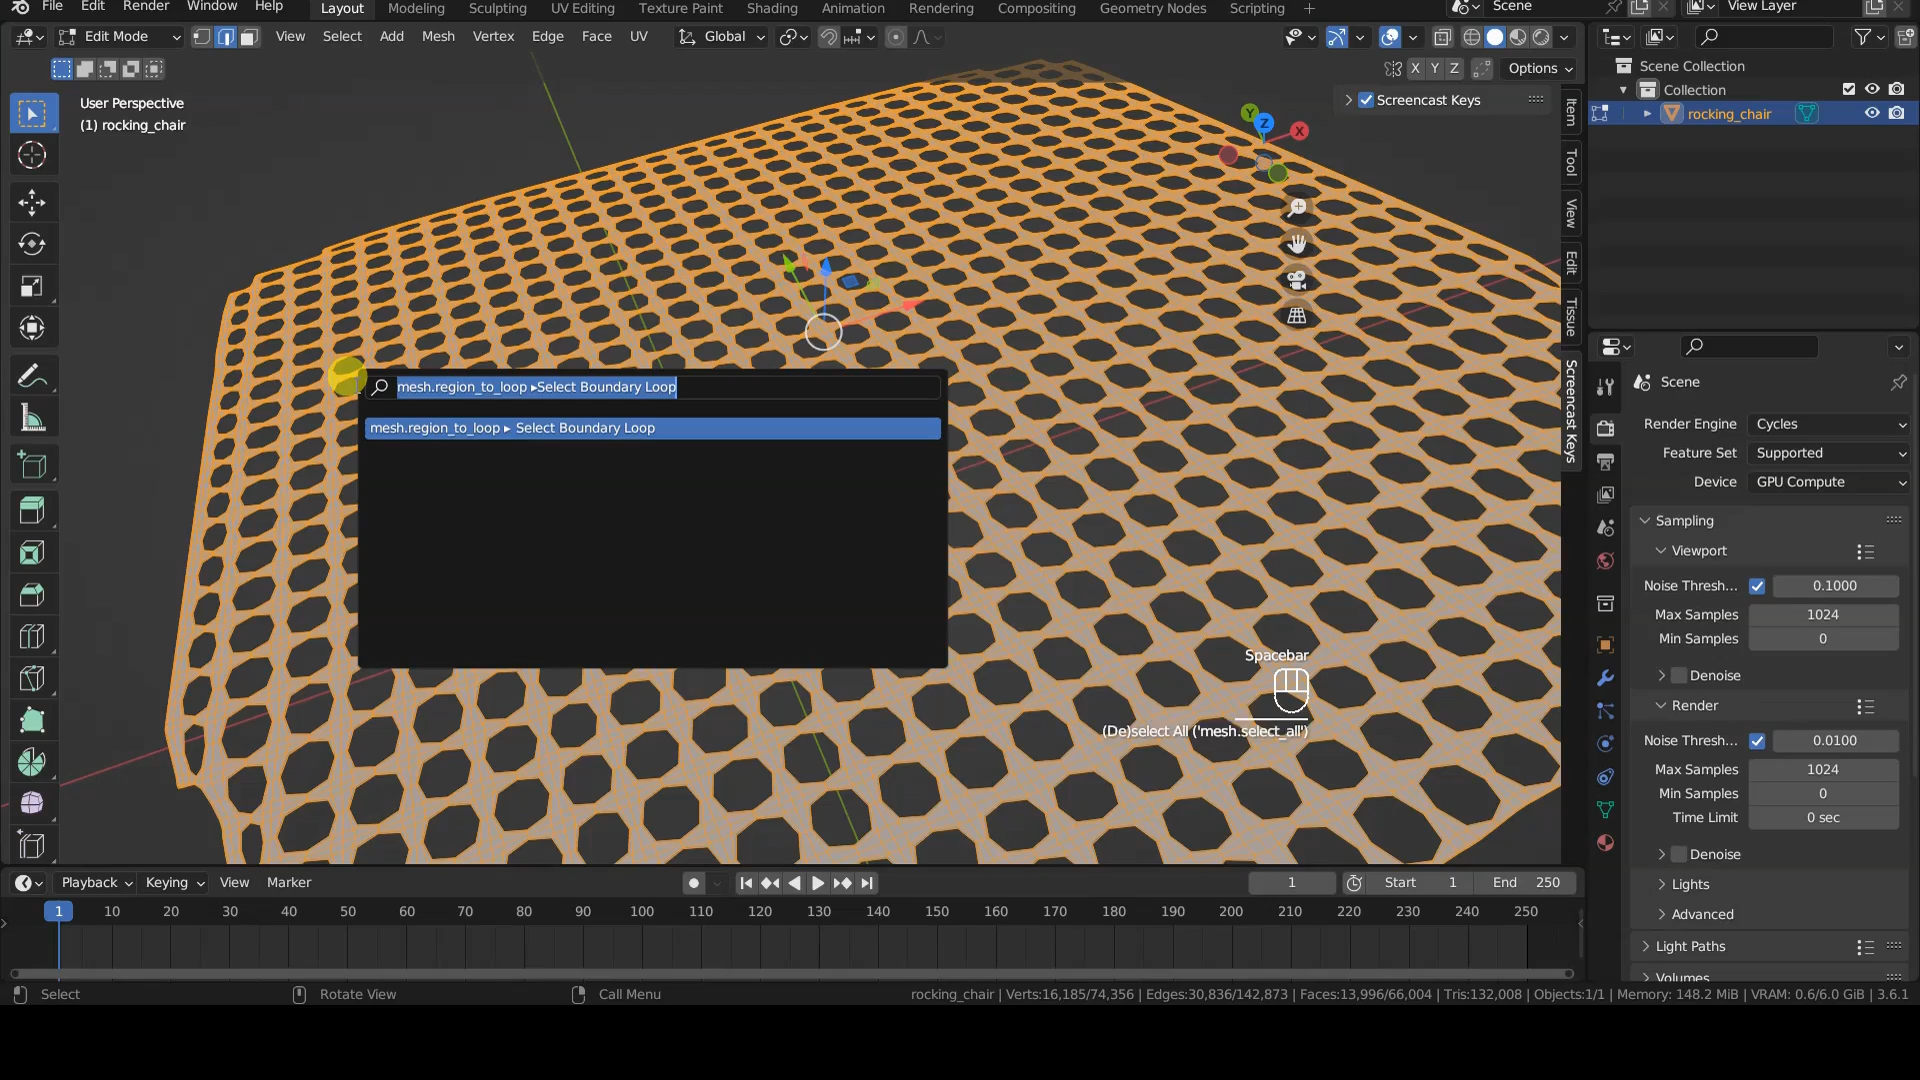 File Edit Render Window Help Layout Modeling Sculpting UV Editing Texture Paint Shading Animation Rendering Compositing Geometry Nodes Scripting + Scene View Layer
Edit Mode View Select Add Mesh Vertex Edge Face UV Global
X Y Z Options
User Perspective
(1) rocking_chair
Screencast Keys
Y Z X
Item
Tool
View
Edit
Tissue
Screencast Keys
mesh.region_to_loop ▸Select Boundary Loop
mesh.region_to_loop ▸ Select Boundary Loop
Spacebar
(De)select All ('mesh.select_all')
Scene Collection
Collection
rocking_chair
Scene
Render Engine Cycles
Feature Set Supported
Device GPU Compute
Sampling
Viewport
Noise Thresh... 0.1000
Max Samples 1024
Min Samples 0
Denoise
Render
Noise Thresh... 0.0100
Max Samples 1024
Min Samples 0
Time Limit 0 sec
Denoise
Lights
Advanced
Light Paths
Volumes
Playback Keying View Marker 1 Start 1 End 250
1 10 20 30 40 50 60 70 80 90 100 110 120 130 140 150 160 170 180 190 200 210 220 230 240 250
Select Rotate View Call Menu rocking_chair | Verts:16,185/74,356 | Edges:30,836/142,873 | Faces:13,996/66,004 | Tris:132,008 | Objects:1/1 | Memory: 148.2 MiB | VRAM: 0.6/6.0 GiB | 3.6.1